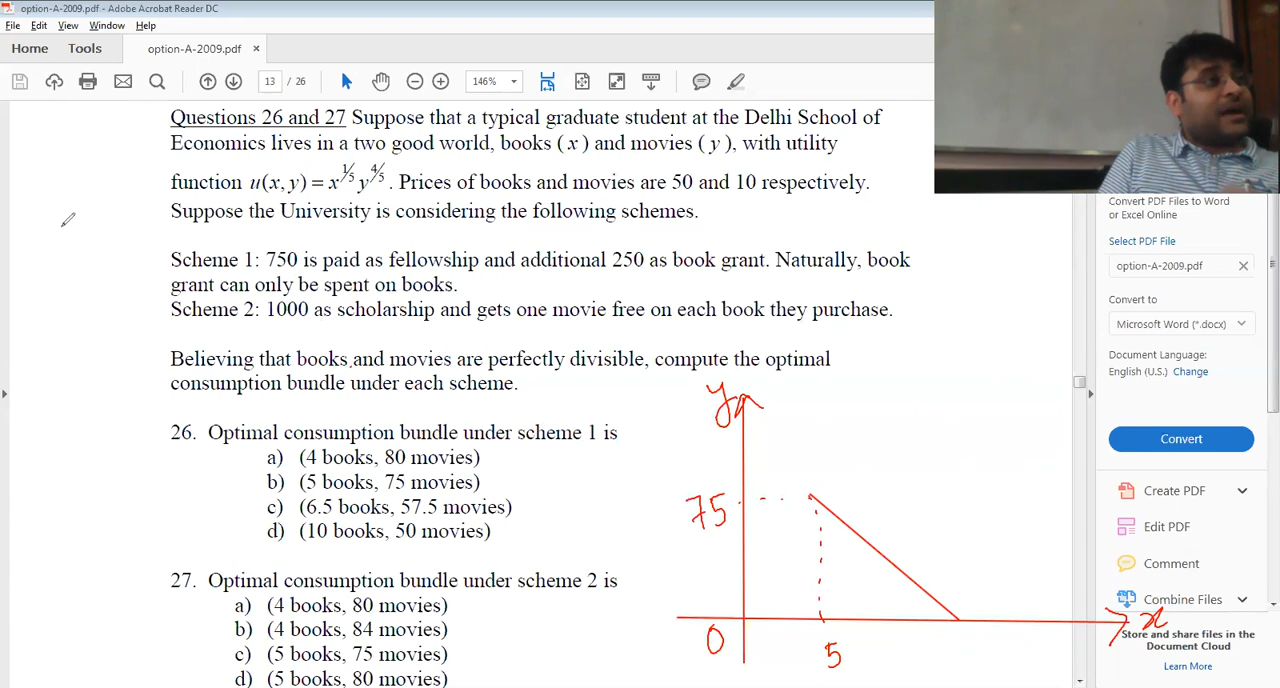 option-A-2009.pdf - Adobe Acrobat Reader DC
File Edit View Window Help
Home Tools option-A-2009.pdf ×
13 / 26 146%
Questions 26 and 27 Suppose that a typical graduate student at the Delhi School of
Economics lives in a two good world, books (x) and movies (y), with utility
function u(x, y) = x^{1/5} y^{4/5}. Prices of books and movies are 50 and 10 respectively.
Suppose the University is considering the following schemes.
Scheme 1: 750 is paid as fellowship and additional 250 as book grant. Naturally, book
grant can only be spent on books.
Scheme 2: 1000 as scholarship and gets one movie free on each book they purchase.
Believing that books and movies are perfectly divisible, compute the optimal
consumption bundle under each scheme.
26. Optimal consumption bundle under scheme 1 is
a) (4 books, 80 movies)
b) (5 books, 75 movies)
c) (6.5 books, 57.5 movies)
d) (10 books, 50 movies)
27. Optimal consumption bundle under scheme 2 is
a) (4 books, 80 movies)
b) (4 books, 84 movies)
c) (5 books, 75 movies)
d) (5 books, 80 movies)
y
75
0
5
x
Convert PDF Files to Word
or Excel Online
Select PDF File
option-A-2009.pdf
Convert to
Microsoft Word (*.docx)
Document Language:
English (U.S.) Change
Convert
Create PDF
Edit PDF
Comment
Combine Files
Store and share files in the
Document Cloud
Learn More